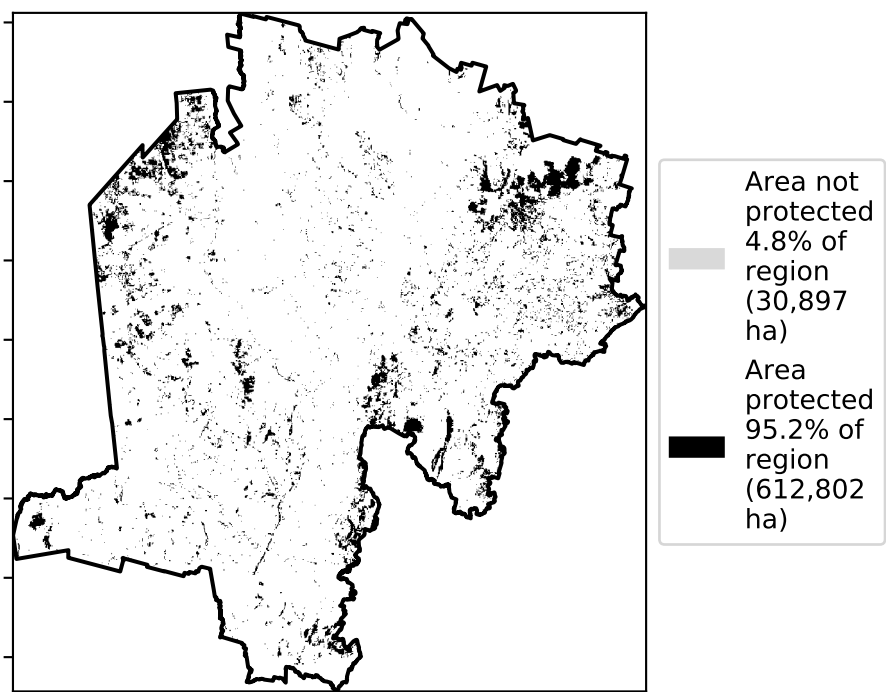 Area not
protected
4.8% of
region
(30,897
ha)
Area
protected
95.2% of
region
(612,802
ha)